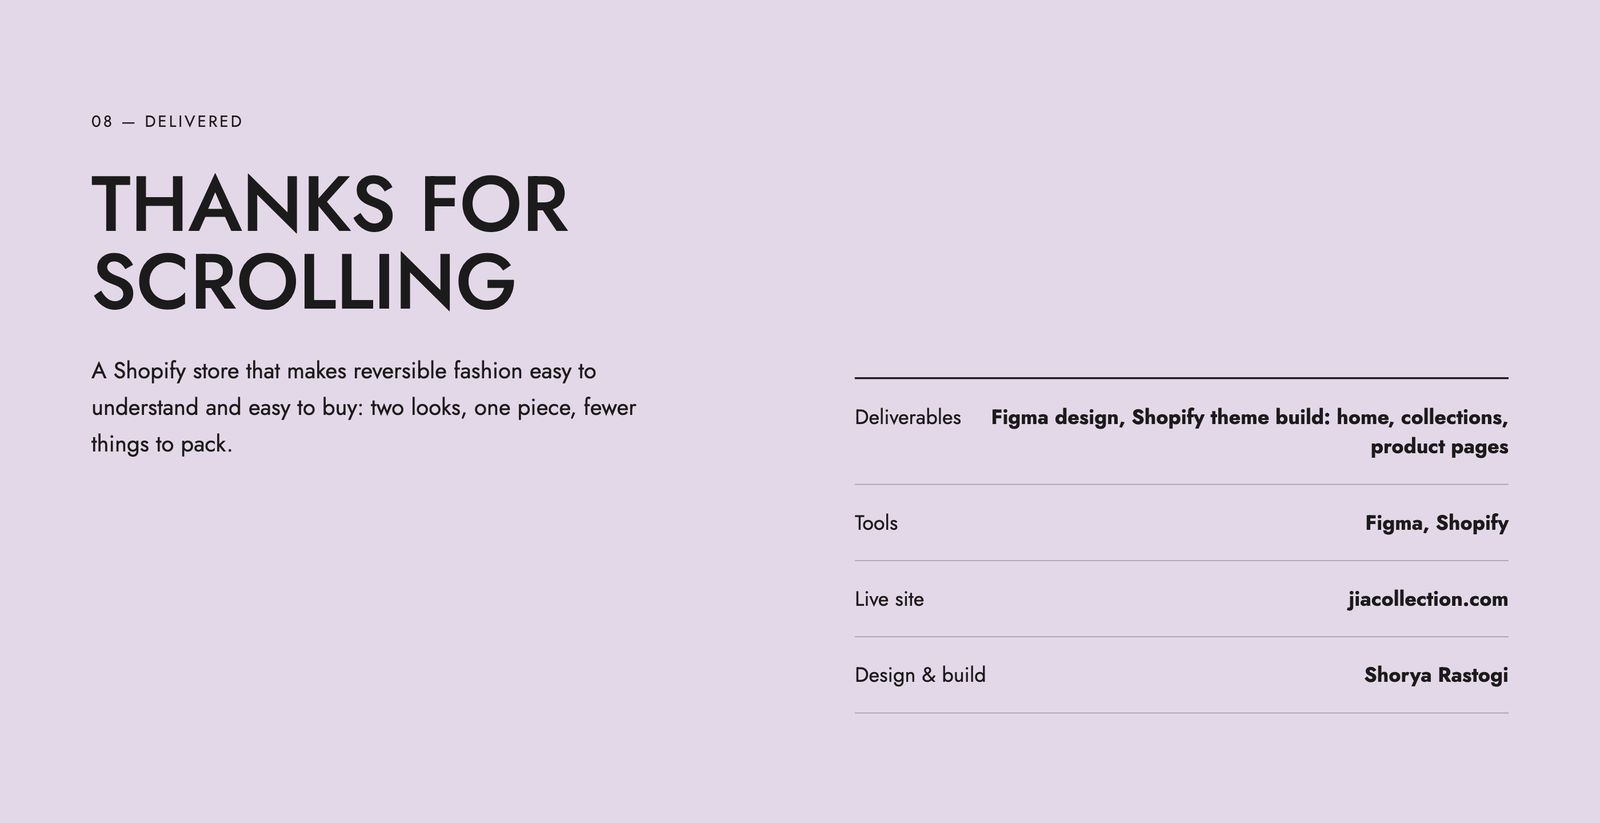 08 — DELIVERED
THANKS FOR
SCROLLING
A Shopify store that makes reversible fashion easy to
understand and easy to buy: two looks, one piece, fewer
things to pack.
Deliverables Figma design, Shopify theme build: home, collections,
product pages
Tools Figma, Shopify
Live site jiacollection.com
Design & build Shorya Rastogi